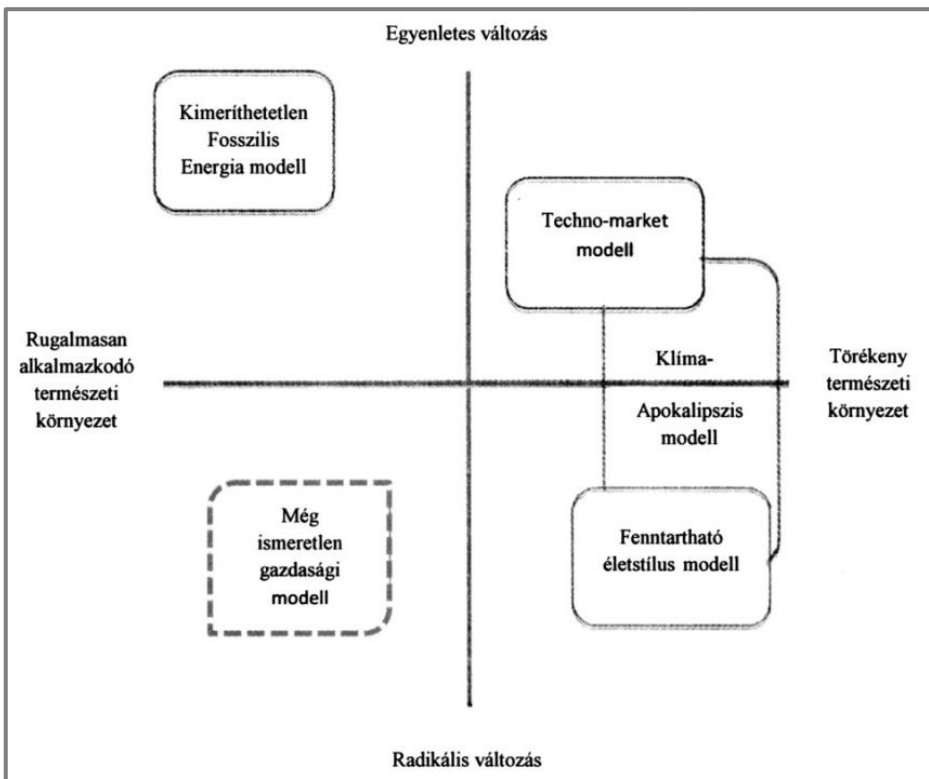 Egyenletes változás
Kimeríthetetlen
Fosszilis
Energia modell
Techno-market
modell
Rugalmasan
alkalmazkodó
természeti
környezet
Klíma-
Apokalipszis
modell
Törékeny
természeti
környezet
Még
ismeretlen
gazdasági
modell
Fenntartható
életstílus modell
Radikális változás